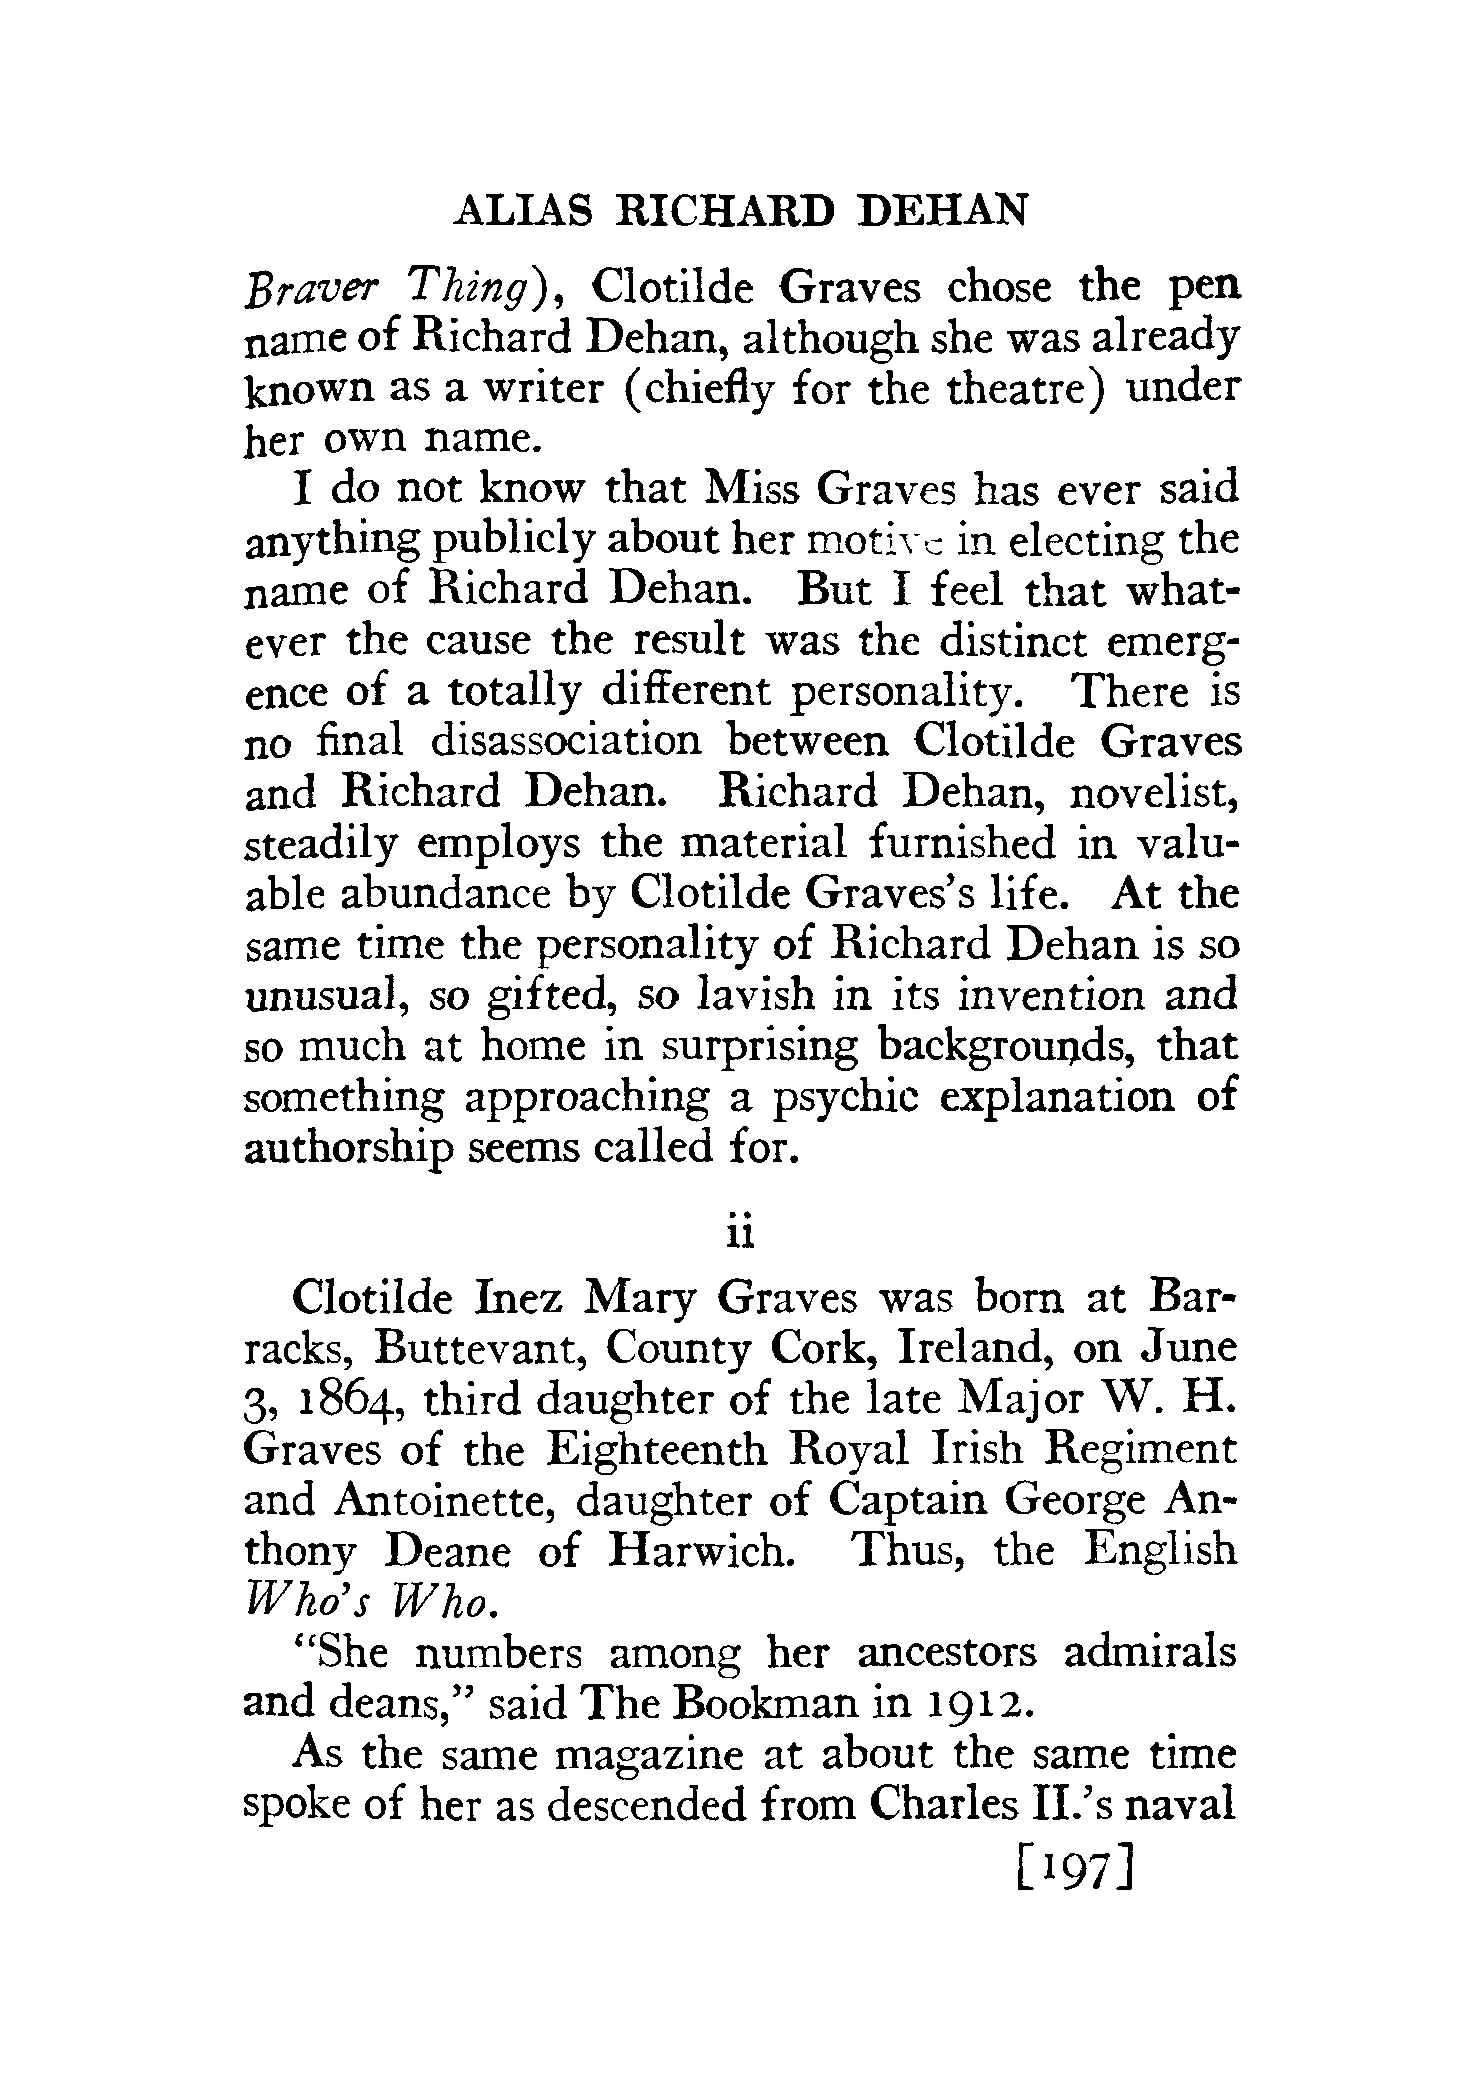 ALIAS RICHARD DEHAN
Braver Thing), Clotilde Graves chose the pen
name of Richard Dehan, although she was already
known as a writer (chiefly for the theatre) under
her own name.
I do not know that Miss Graves has ever said
anything publicly about her motive in electing the
name of Richard Dehan. But I feel that what-
ever the cause the result was the distinct emerg-
ence of a totally different personality. There is
no final disassociation between Clotilde Graves
and Richard Dehan. Richard Dehan, novelist,
steadily employs the material furnished in valu-
able abundance by Clotilde Graves's life. At the
same time the personality of Richard Dehan is so
unusual, so gifted, so lavish in its invention and
so much at home in surprising backgrounds, that
something approaching a psychic explanation of
authorship seems called for.
ii
Clotilde Inez Mary Graves was born at Bar-
racks, Buttevant, County Cork, Ireland, on June
3, 1864, third daughter of the late Major W. H.
Graves of the Eighteenth Royal Irish Regiment
and Antoinette, daughter of Captain George An-
thony Deane of Harwich. Thus, the English
Who's Who.
"She numbers among her ancestors admirals
and deans," said The Bookman in 1912.
As the same magazine at about the same time
spoke of her as descended from Charles II.'s naval
[197]